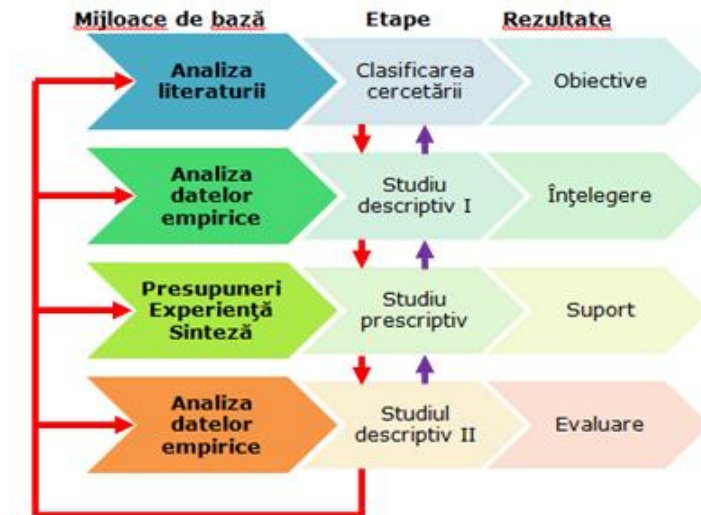 Mijloace de bază
Etape
Rezultate
Analiza
literaturii
Clasificarea
cercetării
Obiective
Analiza
datelor
empirice
Studiu
descriptiv I
Înţelegere
Presupuneri
Experienţă
Sinteză
Studiu
prescriptiv
Suport
Analiza
datelor
empirice
Studiul
descriptiv II
Evaluare